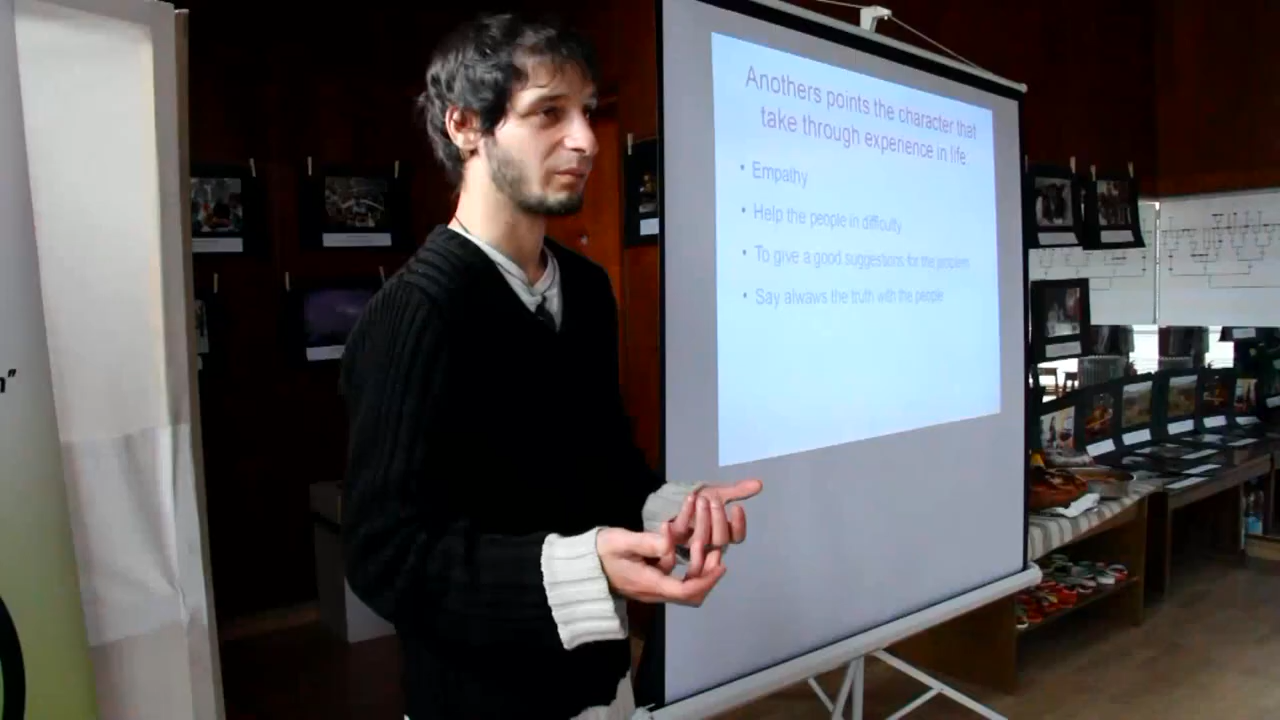 Anothers points the character that
take through experience in life:
• Empathy
• Help the people in difficulty
• To give a good suggestions for the problem
• Say always the truth with the people
n"